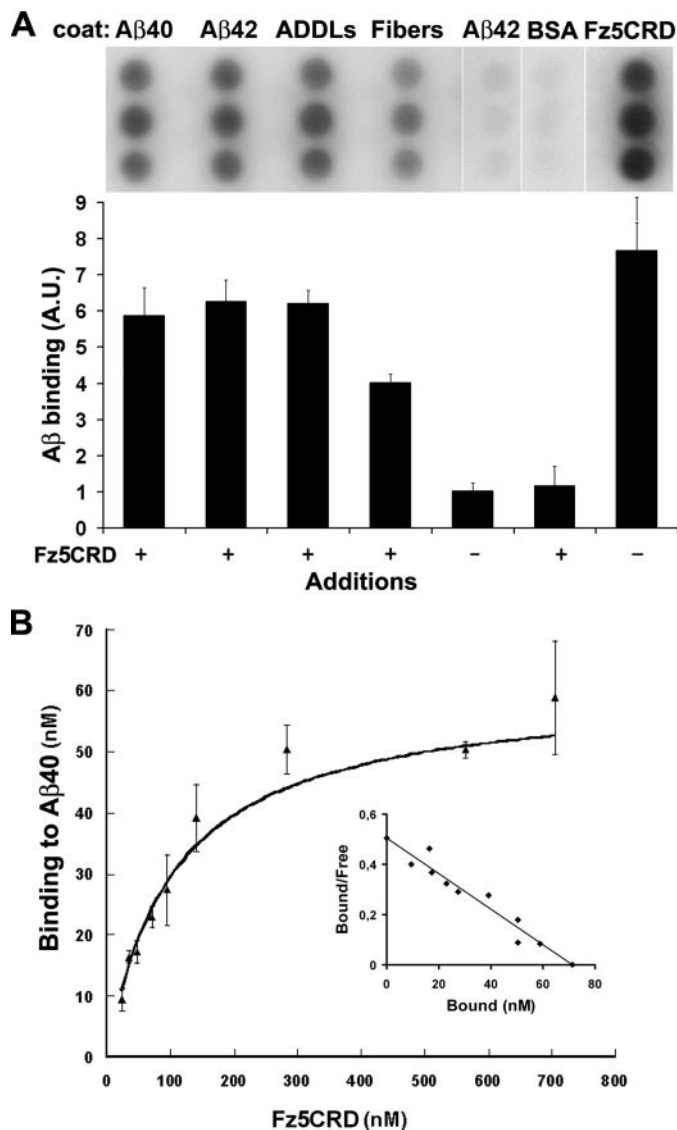 A
coat: Aβ40 Aβ42 ADDLs Fibers Aβ42 BSA Fz5CRD
9
8
7
6
5
4
3
2
1
0
Aβ binding (A.U.)
Fz5CRD + + + + – + –
Additions
B
70
60
50
40
30
20
10
0
Binding to Aβ40 (nM)
0 100 200 300 400 500 600 700 800
Fz5CRD (nM)
0,6
0,4
0,2
0
Bound/Free
0 20 40 60 80
Bound (nM)